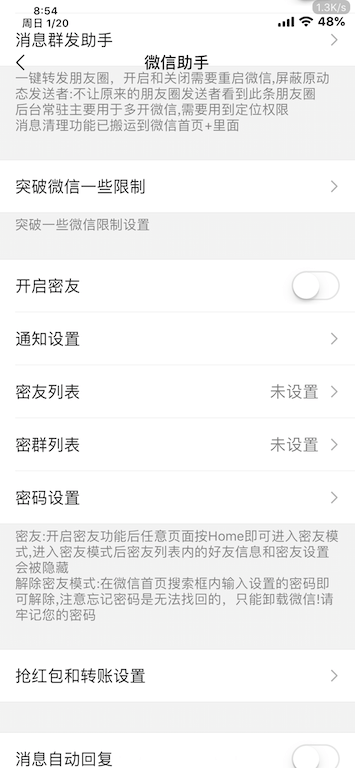 8:54
1.3K/s
周日 1/20
48%
消息群发助手
微信助手
一键转发朋友圈，开启和关闭需要重启微信,屏蔽原动
态发送者:不让原来的朋友圈发送者看到此条朋友圈
后台常驻主要用于多开微信,需要用到定位权限
消息清理功能已搬运到微信首页+里面
突破微信一些限制
突破一些微信限制设置
开启密友
通知设置
密友列表 未设置
密群列表 未设置
密码设置
密友:开启密友功能后任意页面按Home即可进入密友模
式,进入密友模式后密友列表内的好友信息和密友设置
会被隐藏
解除密友模式:在微信首页搜索框内输入设置的密码即
可解除,注意忘记密码是无法找回的，只能卸载微信!请
牢记您的密码
抢红包和转账设置
消息自动回复